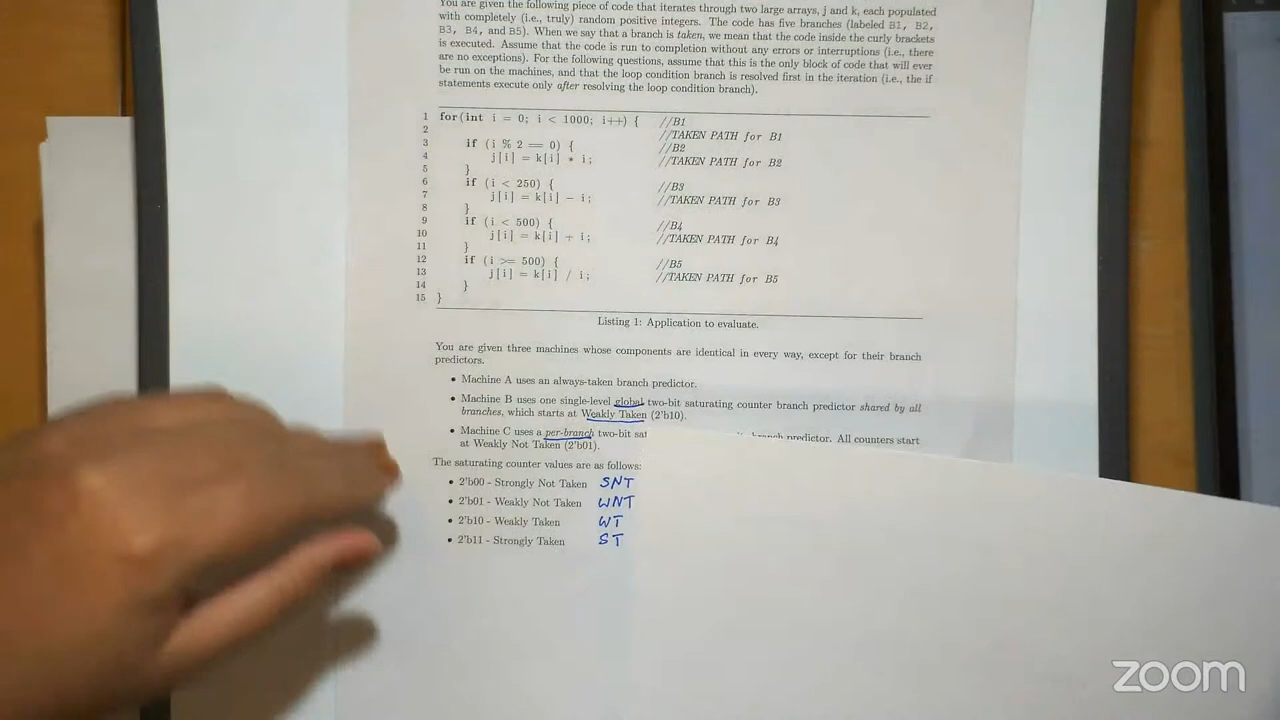 You are given the following piece of code that iterates through two large arrays, j and k, each populated
with completely (i.e., truly) random positive integers. The code has five branches (labeled B1, B2,
B3, B4, and B5). When we say that a branch is taken, we mean that the code inside the curly brackets
is executed. Assume that the code is run to completion without any errors or interruptions (i.e., there
are no exceptions). For the following questions, assume that this is the only block of code that will ever
be run on the machines, and that the loop condition branch is resolved first in the iteration (i.e., the if
statements execute only after resolving the loop condition branch).
1 for(int i = 0; i < 1000; i++) { //B1
2 //TAKEN PATH for B1
3 if (i % 2 == 0) { //B2
4 j[i] = k[i] * i; //TAKEN PATH for B2
5 }
6 if (i < 250) { //B3
7 j[i] = k[i] - i; //TAKEN PATH for B3
8 }
9 if (i < 500) { //B4
10 j[i] = k[i] + i; //TAKEN PATH for B4
11 }
12 if (i >= 500) { //B5
13 j[i] = k[i] / i; //TAKEN PATH for B5
14 }
15 }
Listing 1: Application to evaluate.
You are given three machines whose components are identical in every way, except for their branch
predictors.
• Machine A uses an always-taken branch predictor.
• Machine B uses one single-level global two-bit saturating counter branch predictor shared by all
branches, which starts at Weakly Taken (2'b10).
• Machine C uses a per-branch two-bit predictor. All counters start
at Weakly Not Taken (2'b01).
The saturating counter values are as follows:
• 2'b00 - Strongly Not Taken SNT
• 2'b01 - Weakly Not Taken WNT
• 2'b10 - Weakly Taken WT
• 2'b11 - Strongly Taken ST
zoom